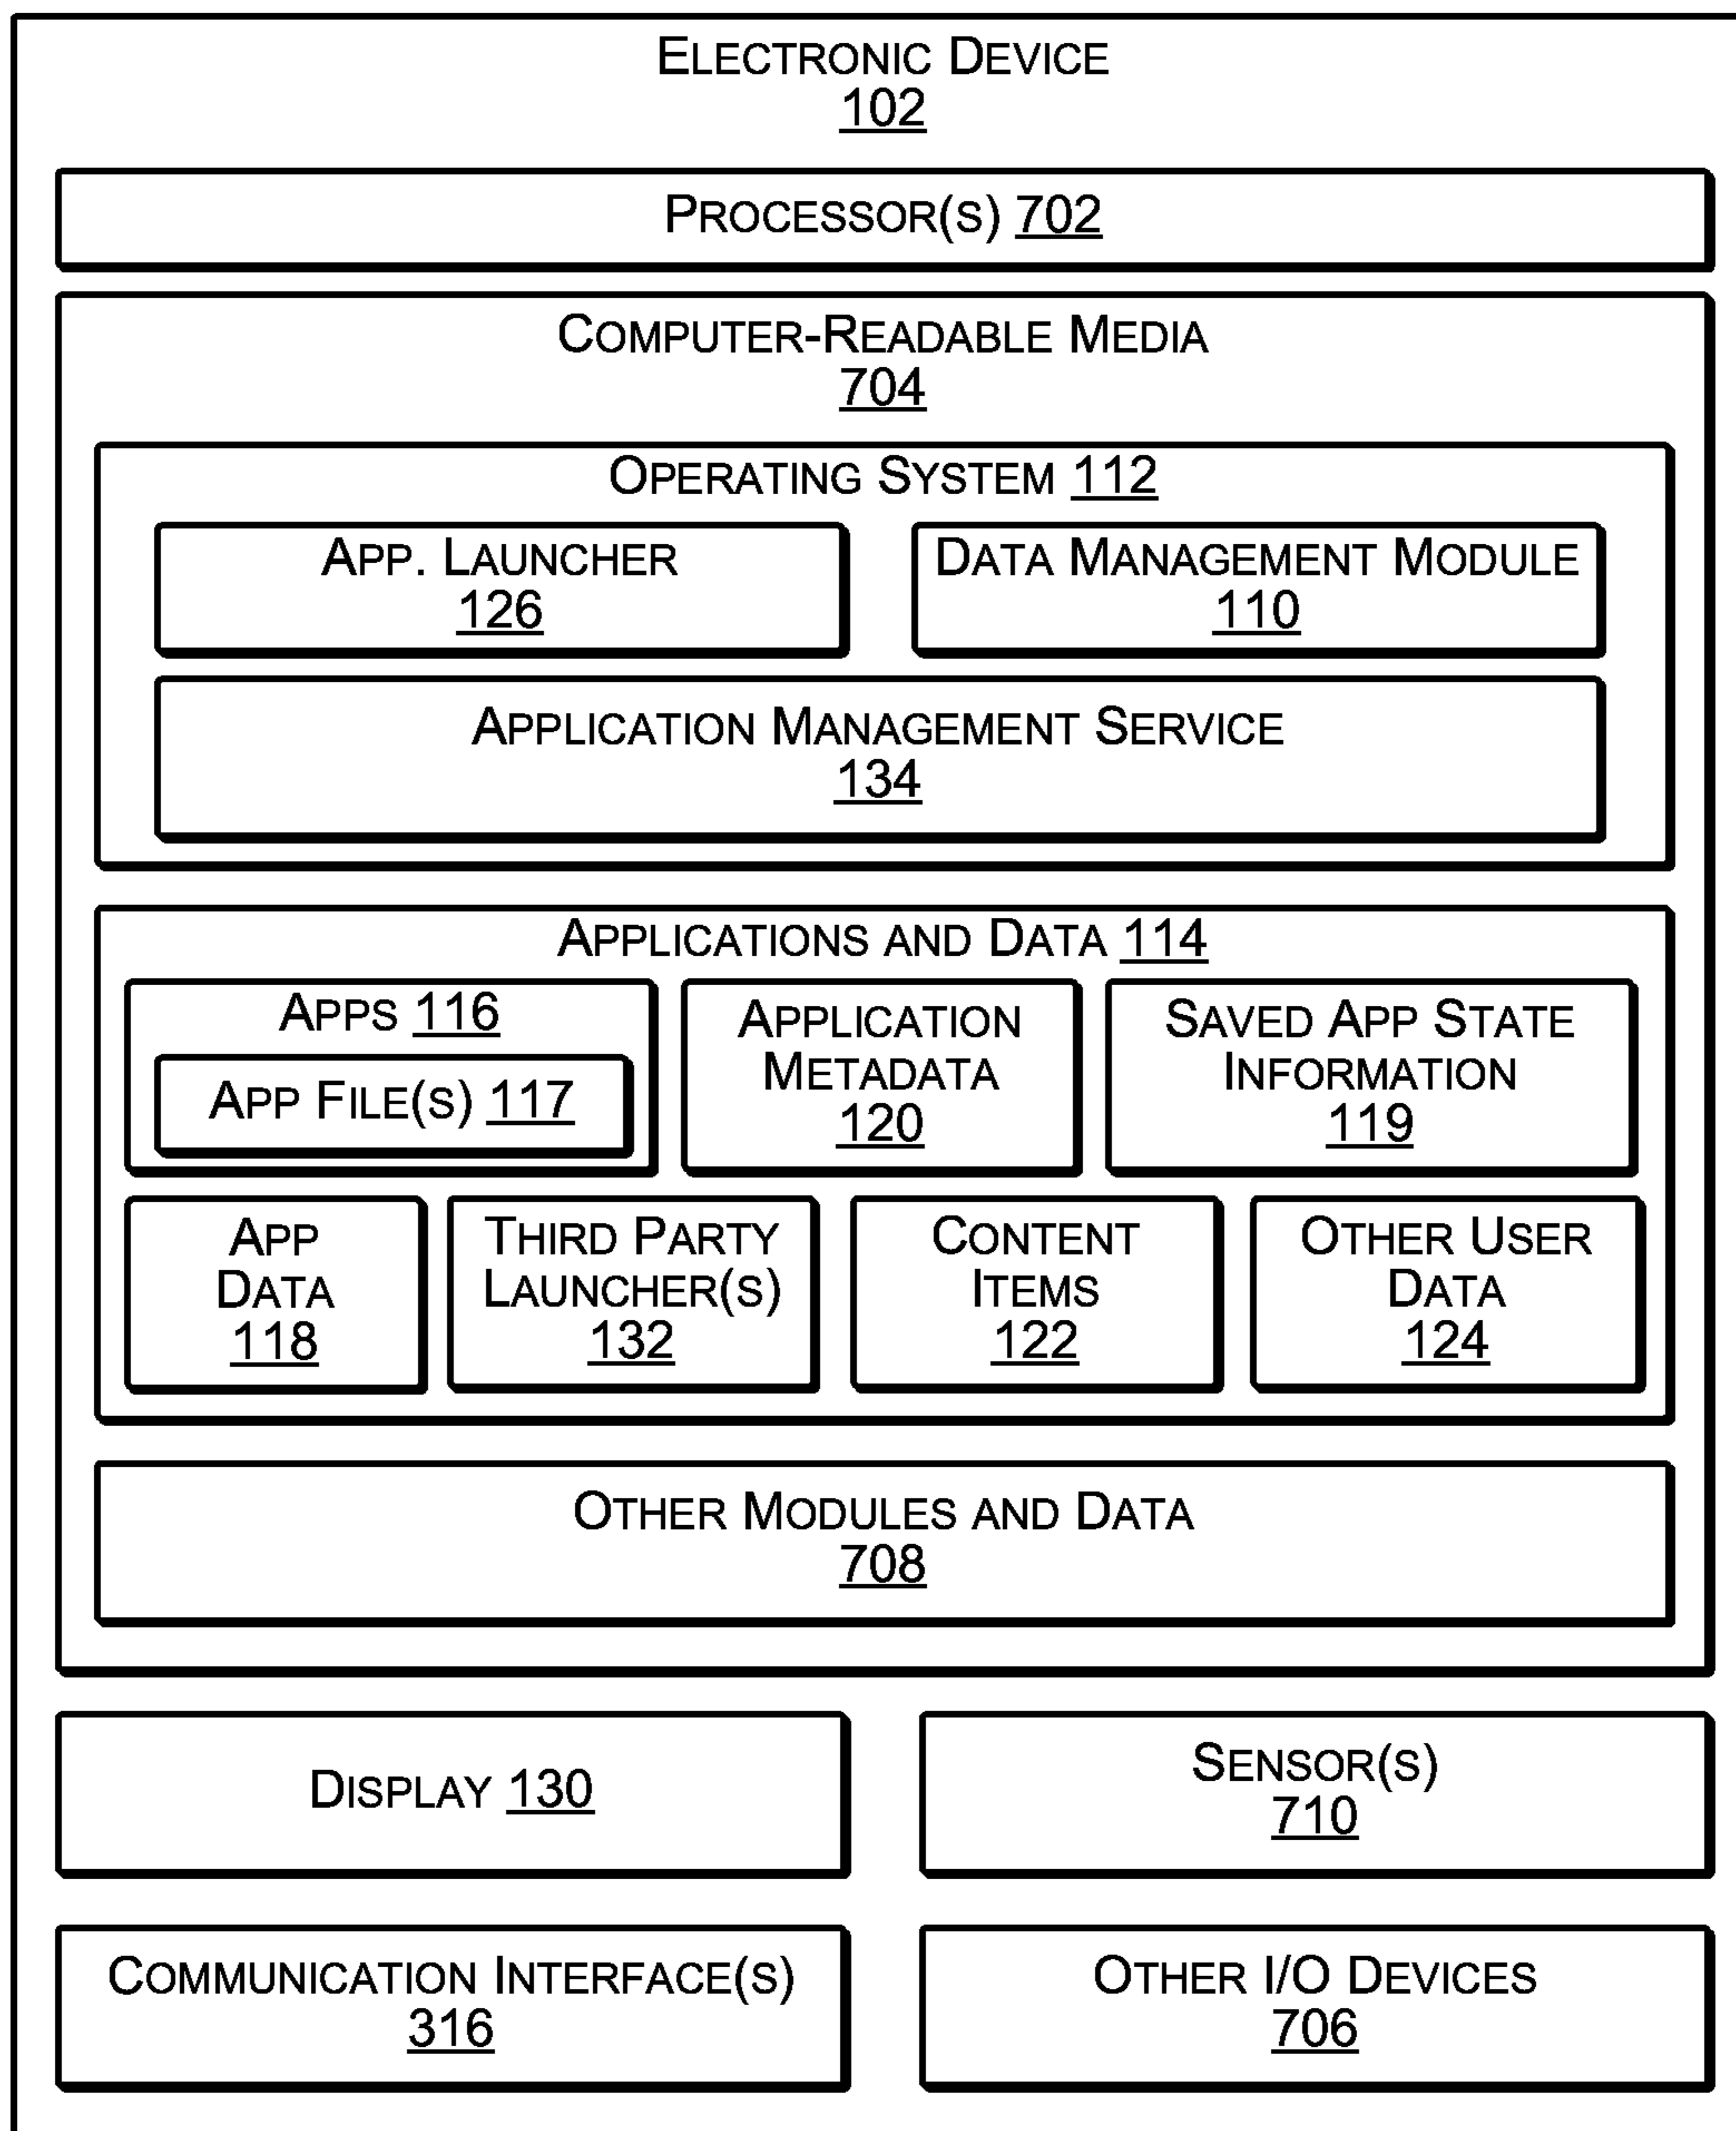 ELECTRONIC DEVICE
102
PROCESSOR(S) 702
COMPUTER-READABLE MEDIA
704
OPERATING SYSTEM 112
APP. LAUNCHER
126
DATA MANAGEMENT MODULE
110
APPLICATION MANAGEMENT SERVICE
134
APPLICATIONS AND DATA 114
APPS 116
APP FILE(S) 117
APPLICATION
METADATA
120
SAVED APP STATE
INFORMATION
119
APP
DATA
118
THIRD PARTY
LAUNCHER(S)
132
CONTENT
ITEMS
122
OTHER USER
DATA
124
OTHER MODULES AND DATA
708
DISPLAY 130
SENSOR(S)
710
COMMUNICATION INTERFACE(S)
316
OTHER I/O DEVICES
706